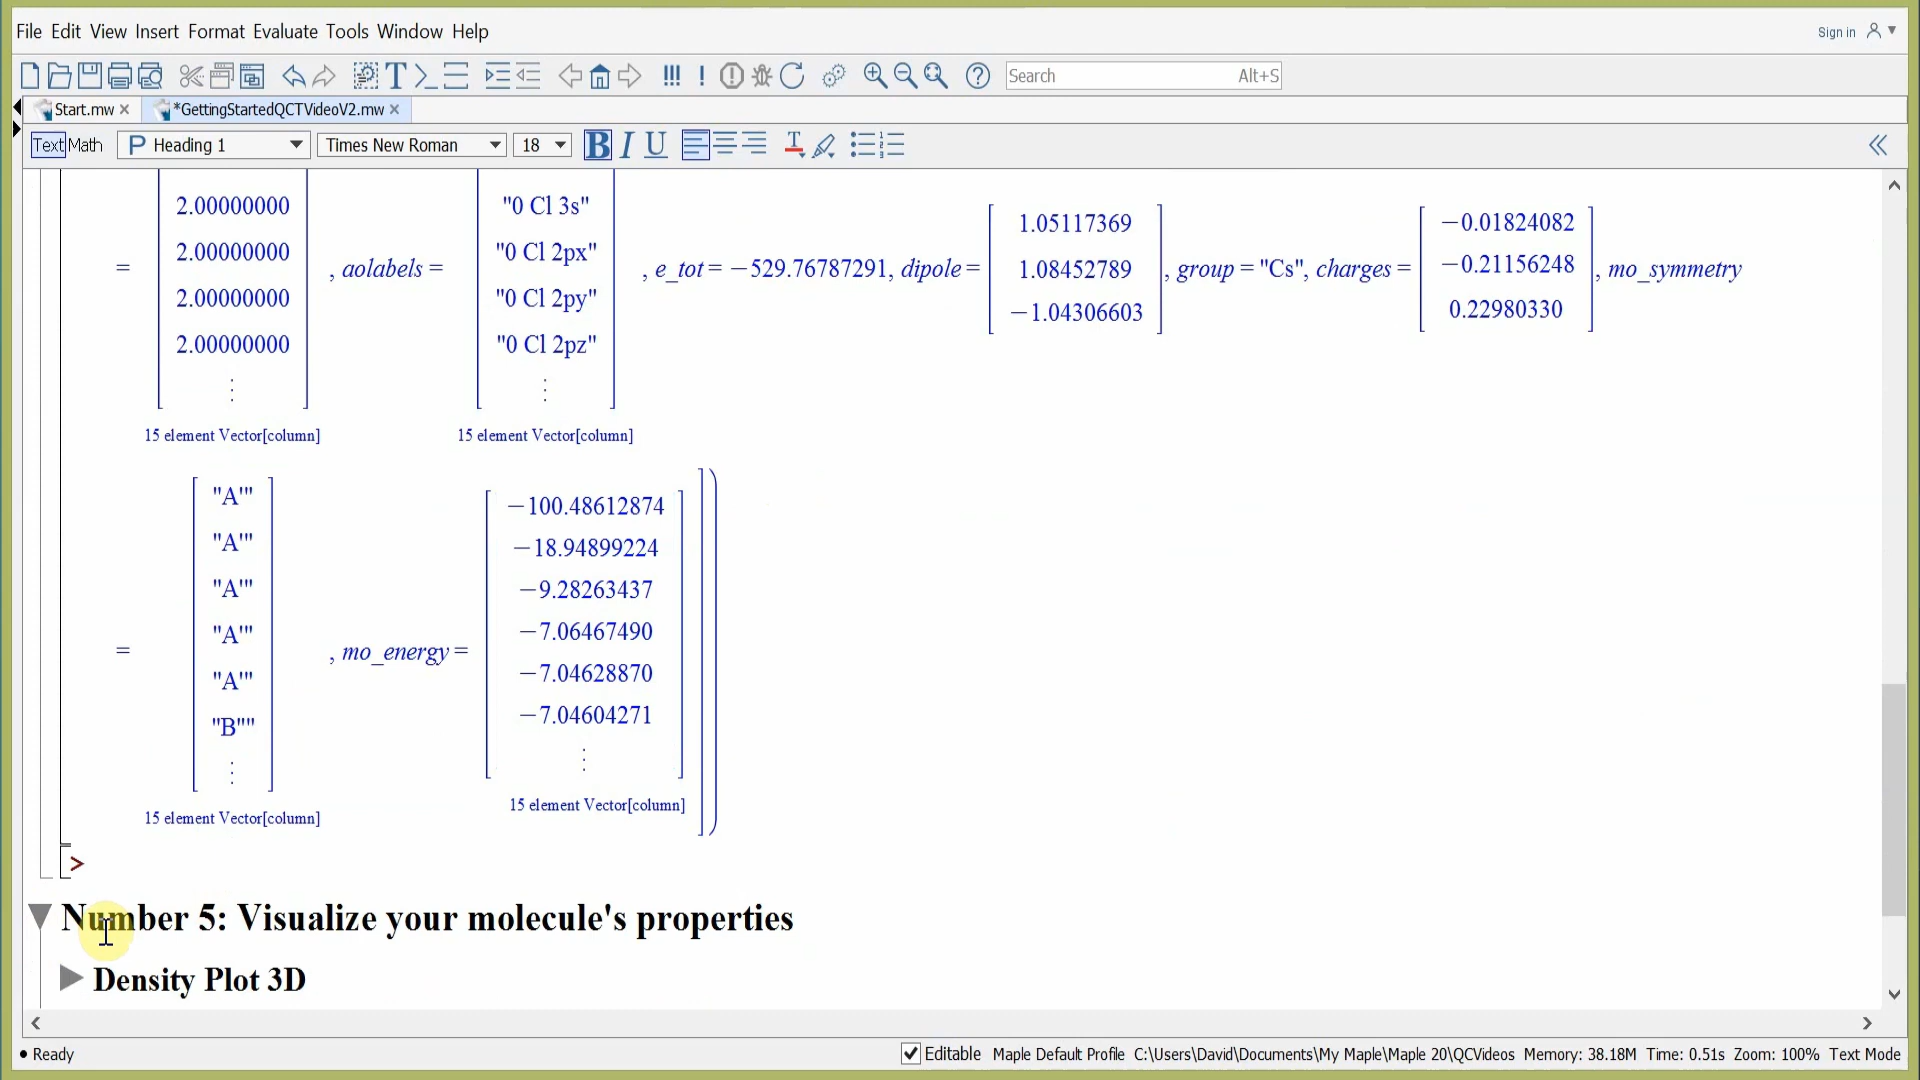 File Edit View Insert Format Evaluate Tools Window Help
Sign in
Search Alt+S
Start.mw *GettingStartedQCTVideoV2.mw
Text Math P Heading 1 Times New Roman 18 B I U
2.00000000
2.00000000
2.00000000
2.00000000
⋮
15 element Vector[column]
= , aolabels =
"0 Cl 3s"
"0 Cl 2px"
"0 Cl 2py"
"0 Cl 2pz"
⋮
15 element Vector[column]
, e_tot = −529.76787291, dipole =
1.05117369
1.08452789
−1.04306603
, group = "Cs", charges =
−0.01824082
−0.21156248
0.22980330
, mo_symmetry
=
"A'"
"A'"
"A'"
"A'"
"A'"
"B""
⋮
15 element Vector[column]
, mo_energy =
−100.48612874
−18.94899224
−9.28263437
−7.06467490
−7.04628870
−7.04604271
⋮
15 element Vector[column]
>
Number 5: Visualize your molecule's properties
Density Plot 3D
Ready Editable Maple Default Profile C:\Users\David\Documents\My Maple\Maple 20\QCVideos Memory: 38.18M Time: 0.51s Zoom: 100% Text Mode